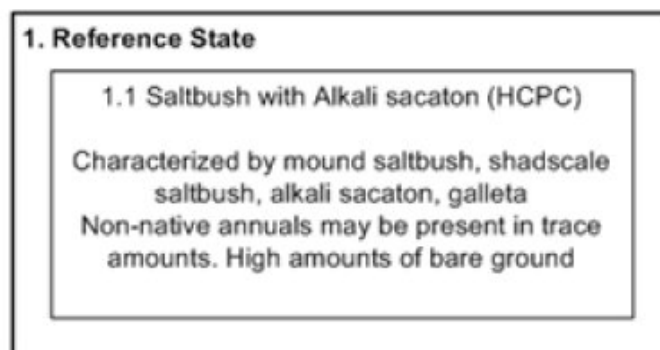 1. Reference State
1.1 Saltbush with Alkali sacaton (HCPC)
Characterized by mound saltbush, shadscale
saltbush, alkali sacaton, galleta
Non-native annuals may be present in trace
amounts. High amounts of bare ground